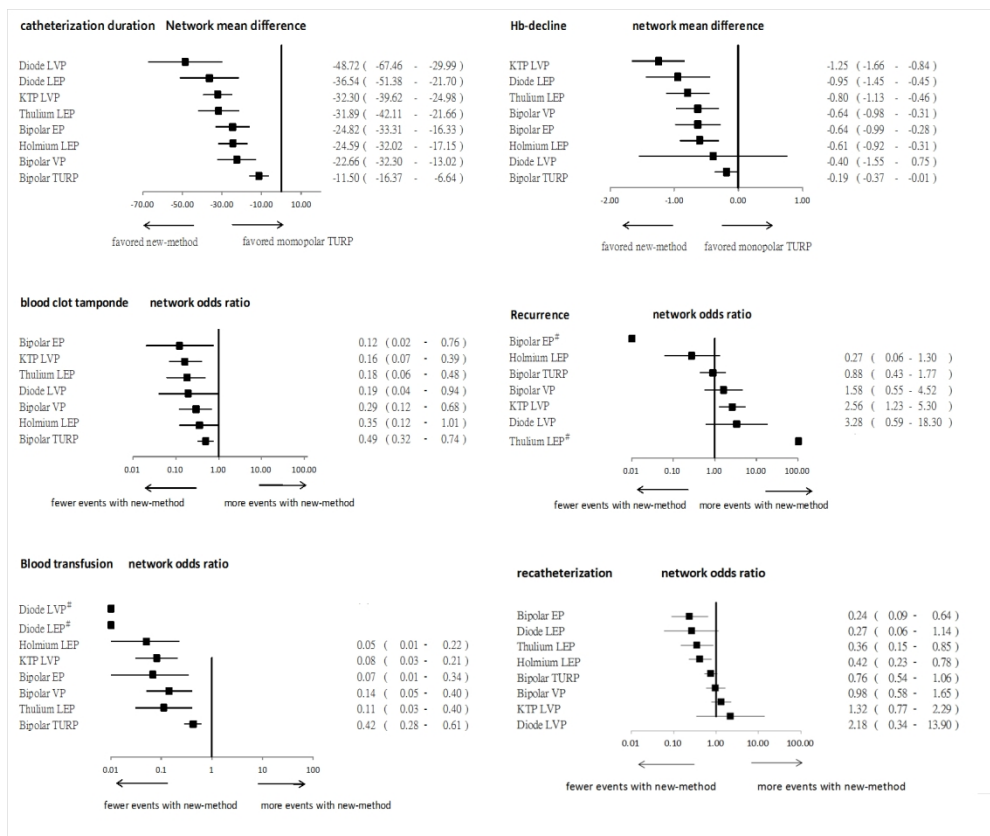 catheterization duration Network mean difference
Diode LVP -48.72 ( -67.46 - -29.99 )
Diode LEP -36.54 ( -51.38 - -21.70 )
KTP LVP -32.30 ( -39.62 - -24.98 )
Thulium LEP -31.89 ( -42.11 - -21.66 )
Bipolar EP -24.82 ( -33.31 - -16.33 )
Holmium LEP -24.59 ( -32.02 - -17.15 )
Bipolar VP -22.66 ( -32.30 - -13.02 )
Bipolar TURP -11.50 ( -16.37 - -6.64 )
-70.00 -50.00 -30.00 -10.00 10.00
favored new-method favored momopolar TURP
Hb-decline network mean difference
KTP LVP -1.25 ( -1.66 - -0.84 )
Diode LEP -0.95 ( -1.45 - -0.45 )
Thulium LEP -0.80 ( -1.13 - -0.46 )
Bipolar VP -0.64 ( -0.98 - -0.31 )
Bipolar EP -0.64 ( -0.99 - -0.28 )
Holmium LEP -0.61 ( -0.92 - -0.31 )
Diode LVP -0.40 ( -1.55 - 0.75 )
Bipolar TURP -0.19 ( -0.37 - -0.01 )
-2.00 -1.00 0.00 1.00
favored new-method favored monopolar TURP
blood clot tamponde network odds ratio
Bipolar EP 0.12 ( 0.02 - 0.76 )
KTP LVP 0.16 ( 0.07 - 0.39 )
Thulium LEP 0.18 ( 0.06 - 0.48 )
Diode LVP 0.19 ( 0.04 - 0.94 )
Bipolar VP 0.29 ( 0.12 - 0.68 )
Holmium LEP 0.35 ( 0.12 - 1.01 )
Bipolar TURP 0.49 ( 0.32 - 0.74 )
0.01 0.10 1.00 10.00 100.00
fewer events with new-method more events with new-method
Recurrence network odds ratio
Bipolar EP#
Holmium LEP 0.27 ( 0.06 - 1.30 )
Bipolar TURP 0.88 ( 0.43 - 1.77 )
Bipolar VP 1.58 ( 0.55 - 4.52 )
KTP LVP 2.56 ( 1.23 - 5.30 )
Diode LVP 3.28 ( 0.59 - 18.30 )
Thulium LEP#
0.01 0.10 1.00 10.00 100.00
fewer events with new-method more events with new-method
Blood transfusion network odds ratio
Diode LVP#
Diode LEP#
Holmium LEP 0.05 ( 0.01 - 0.22 )
KTP LVP 0.08 ( 0.03 - 0.21 )
Bipolar EP 0.07 ( 0.01 - 0.34 )
Bipolar VP 0.14 ( 0.05 - 0.40 )
Thulium LEP 0.11 ( 0.03 - 0.40 )
Bipolar TURP 0.42 ( 0.28 - 0.61 )
0.01 0.1 1 10 100
fewer events with new-method more events with new-method
recatheterization network odds ratio
Bipolar EP 0.24 ( 0.09 - 0.64 )
Diode LEP 0.27 ( 0.06 - 1.14 )
Thulium LEP 0.36 ( 0.15 - 0.85 )
Holmium LEP 0.42 ( 0.23 - 0.78 )
Bipolar TURP 0.76 ( 0.54 - 1.06 )
Bipolar VP 0.98 ( 0.58 - 1.65 )
KTP LVP 1.32 ( 0.77 - 2.29 )
Diode LVP 2.18 ( 0.34 - 13.90 )
0.01 0.10 1.00 10.00 100.00
fewer events with new-method more events with new-method